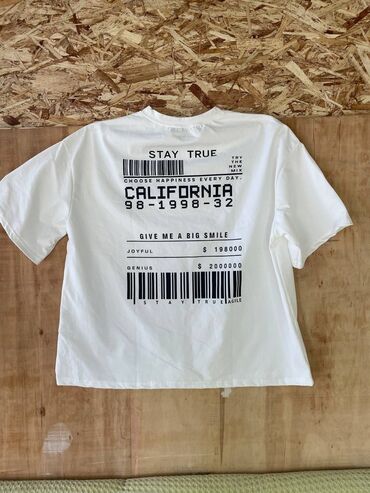 STAY TRUE
TRY
THE
NEW
MIX
CHOOSE HAPPINESS EVERY DAY.
CALIFORNIA
98-1998-32
GIVE ME A BIG SMILE
JOYFUL $ 198000
GENIUS $ 2000000
STAY TRUE AGILE